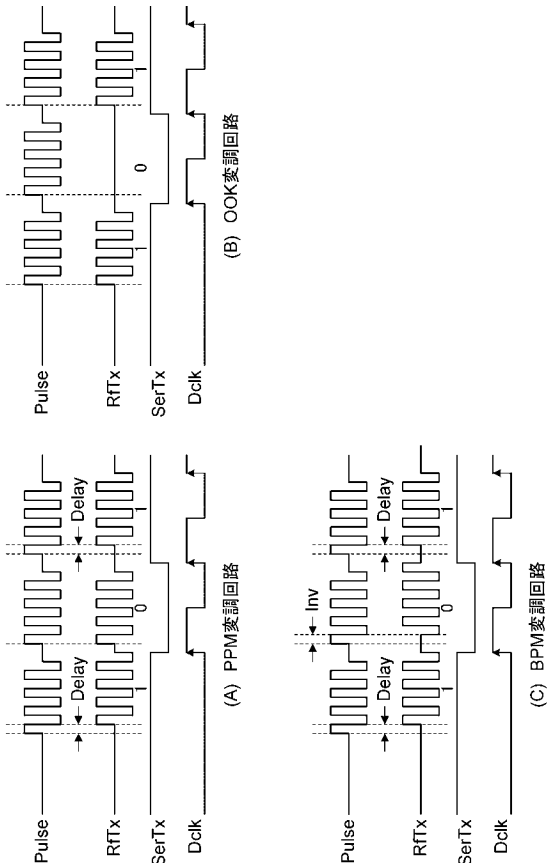 Pulse
Delay
Delay
RfTx
1
0
1
SerTx
Dclk
(A) PPM変調回路
Pulse
RfTx
1
0
1
SerTx
Dclk
(B) OOK変調回路
Inv
Pulse
Delay
Delay
RfTx
1
0
1
SerTx
Dclk
(C) BPM変調回路